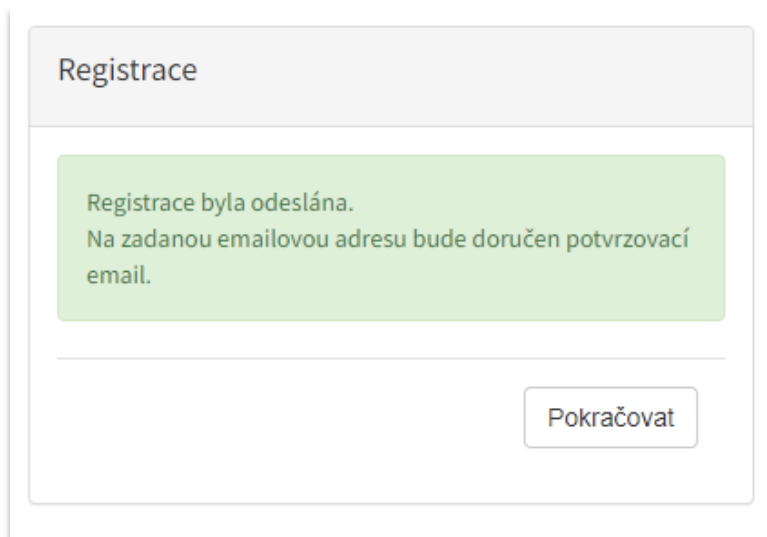 Registrace
Registrace byla odeslána.
Na zadanou emailovou adresu bude doručen potvrzovací
email.
Pokračovat